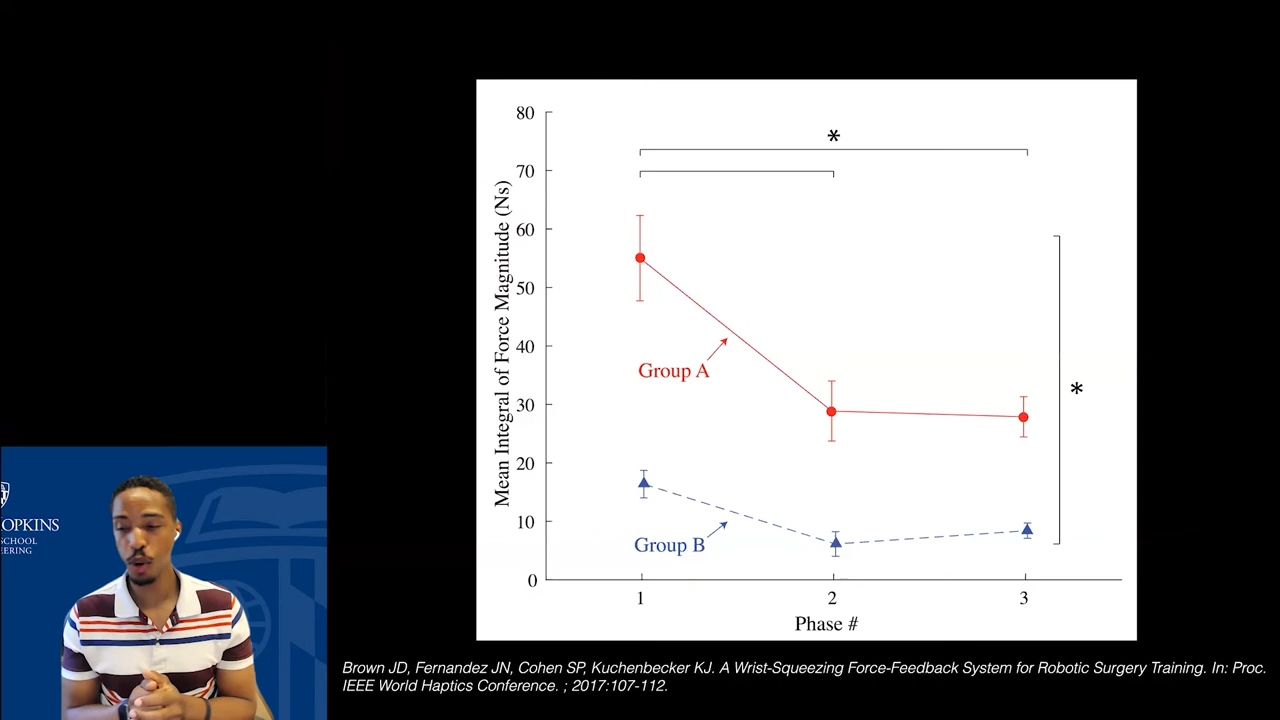 80
*
70
60
50
40
30
20
10
0
Mean Integral of Force Magnitude (Ns)
Group A
Group B
*
1 2 3
Phase #
OPKINS
SCHOOL
EERING
Brown JD, Fernandez JN, Cohen SP, Kuchenbecker KJ. A Wrist-Squeezing Force-Feedback System for Robotic Surgery Training. In: Proc.
IEEE World Haptics Conference. ; 2017:107-112.